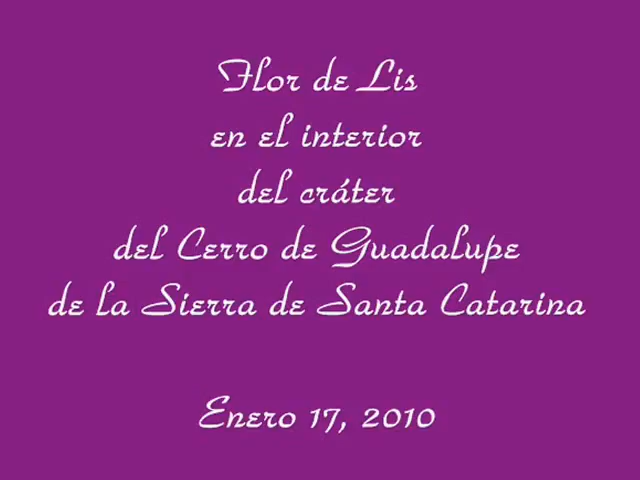 Flor de Lis
en el interior
del cráter
del Cerro de Guadalupe
de la Sierra de Santa Catarina
Enero 17, 2010